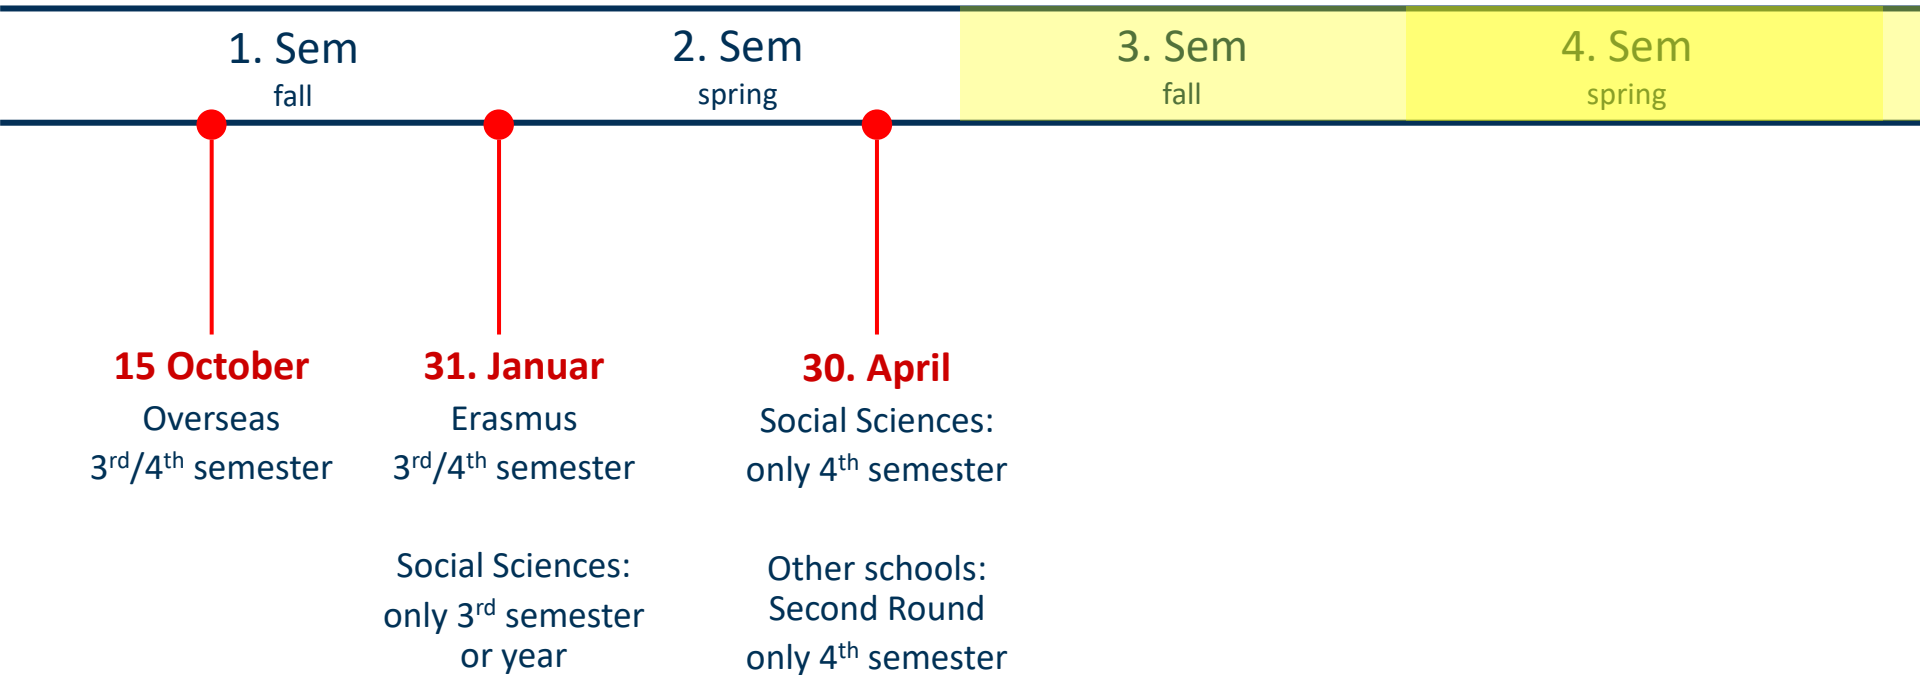 1. Sem
fall
2. Sem
spring
3. Sem
fall
4. Sem
spring
15 October
Overseas
3rd/4th semester
31. Januar
Erasmus
3rd/4th semester
Social Sciences:
only 3rd semester
or year
30. April
Social Sciences:
only 4th semester
Other schools:
Second Round
only 4th semester